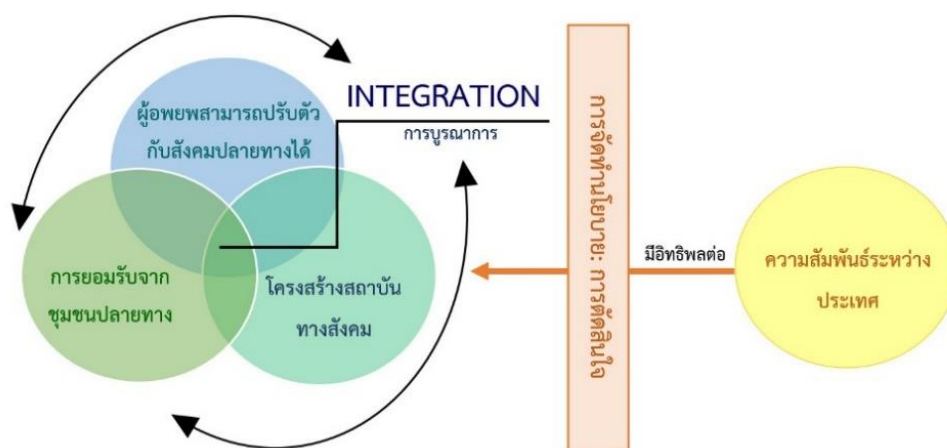 ผู้อพยพสามารถปรับตัว
กับสังคมปลายทางได้
INTEGRATION
การบูรณาการ
การยอมรับจาก
ชุมชนปลายทาง
โครงสร้างสถาบัน
ทางสังคม
การจัดทำนโยบาย: การตัดสินใจ
มีอิทธิพลต่อ
ความสัมพันธ์ระหว่าง
ประเทศ